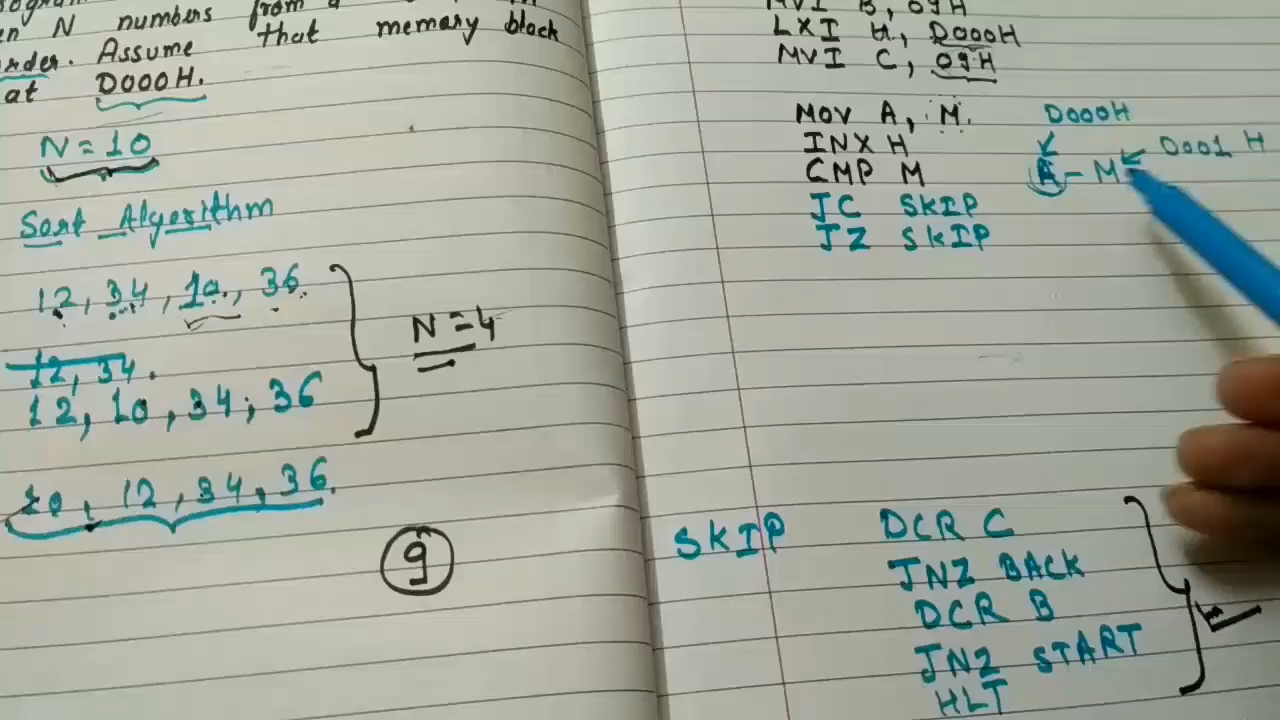 N numbers from a
that memory block
order. Assume
at D000H.
N = 10
Sort Algorithm
12, 34, 10, 36
12, 34.
12, 10, 34, 36
10, 12, 34, 36.
N = 4
9
MVI B, 09H
LXI H, D000H
MVI C, 09H
MOV A, M. D000H
INX H D001 H
CMP M A - M
JC SKIP
JZ SKIP
SKIP DCR C
JNZ BACK
DCR B
JNZ START
HLT